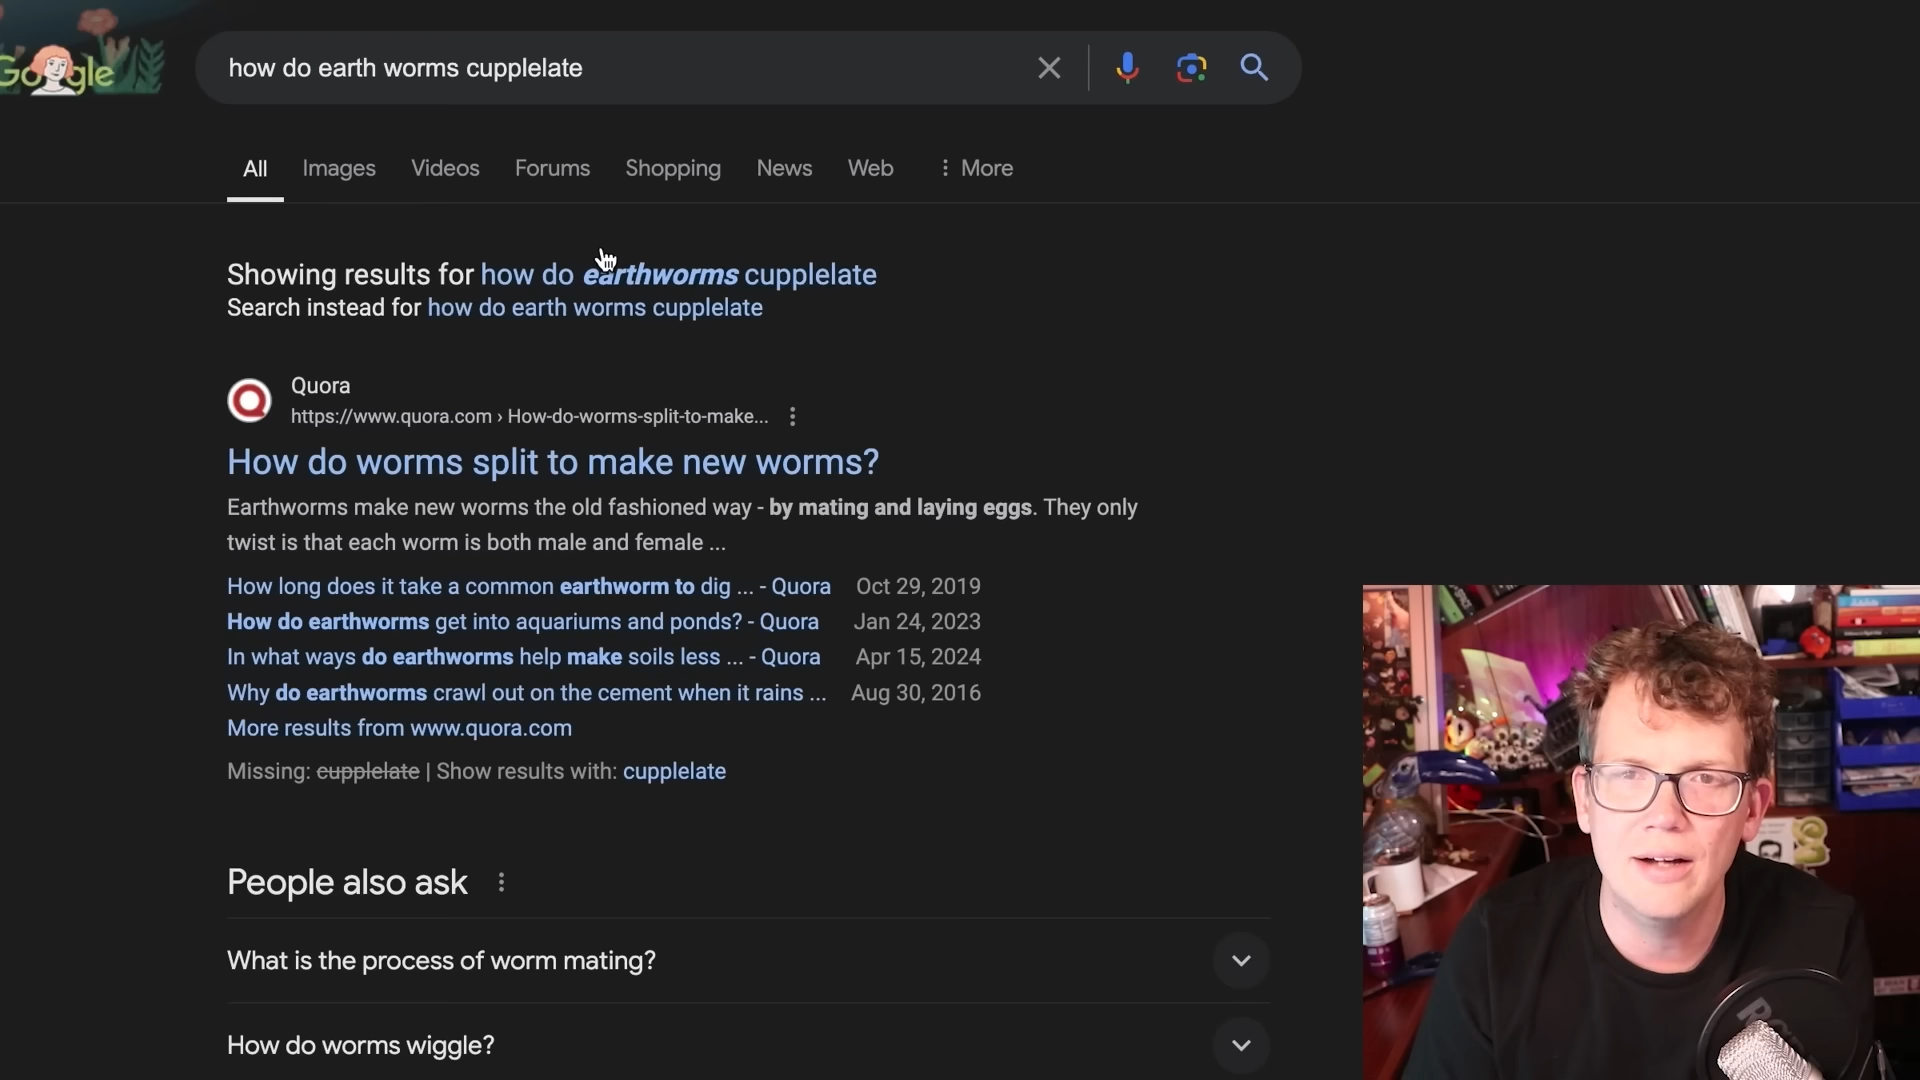 Google
how do earth worms cupplelate
All Images Videos Forums Shopping News Web More
Showing results for how do earthworms cupplelate
Search instead for how do earth worms cupplelate
Quora
https://www.quora.com › How-do-worms-split-to-make...
How do worms split to make new worms?
Earthworms make new worms the old fashioned way - by mating and laying eggs. They only
twist is that each worm is both male and female ...
How long does it take a common earthworm to dig ... - Quora Oct 29, 2019
How do earthworms get into aquariums and ponds? - Quora Jan 24, 2023
In what ways do earthworms help make soils less ... - Quora Apr 15, 2024
Why do earthworms crawl out on the cement when it rains ... Aug 30, 2016
More results from www.quora.com
Missing: cupplelate | Show results with: cupplelate
People also ask
What is the process of worm mating?
How do worms wiggle?